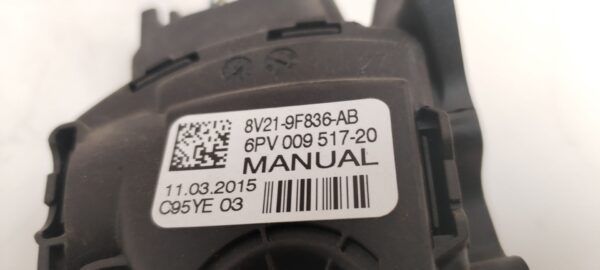 8V21-9F836-AB
6PV 009 517-20
MANUAL
11.03.2015
C95YE 03